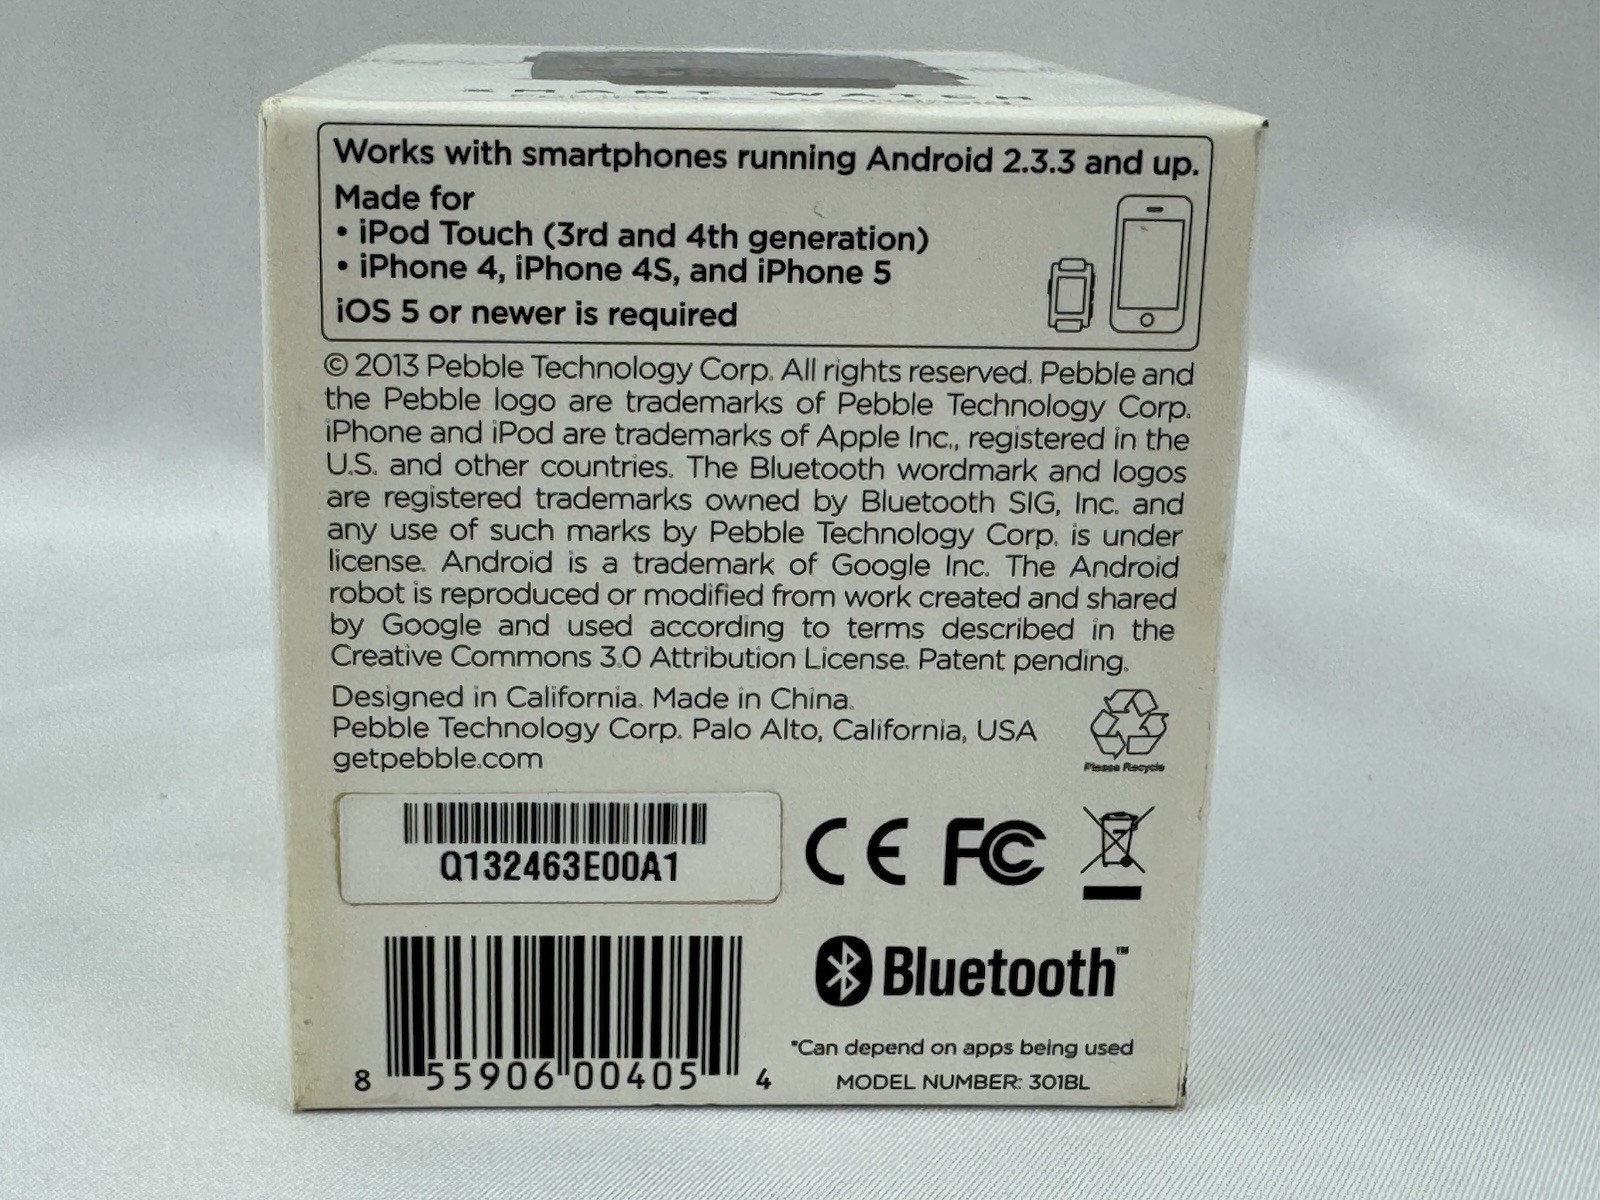 SMART WATCH
Works with smartphones running Android 2.3.3 and up.
Made for
• iPod Touch (3rd and 4th generation)
• iPhone 4, iPhone 4S, and iPhone 5
iOS 5 or newer is required
© 2013 Pebble Technology Corp. All rights reserved. Pebble and
the Pebble logo are trademarks of Pebble Technology Corp.
iPhone and iPod are trademarks of Apple Inc., registered in the
U.S. and other countries. The Bluetooth wordmark and logos
are registered trademarks owned by Bluetooth SIG, Inc. and
any use of such marks by Pebble Technology Corp. is under
license. Android is a trademark of Google Inc. The Android
robot is reproduced or modified from work created and shared
by Google and used according to terms described in the
Creative Commons 3.0 Attribution License. Patent pending.
Designed in California. Made in China.
Pebble Technology Corp. Palo Alto, California, USA
getpebble.com
Please Recycle
Q132463E00A1
CE FC
Bluetooth™
*Can depend on apps being used
MODEL NUMBER: 301BL
8 55906 00405 4